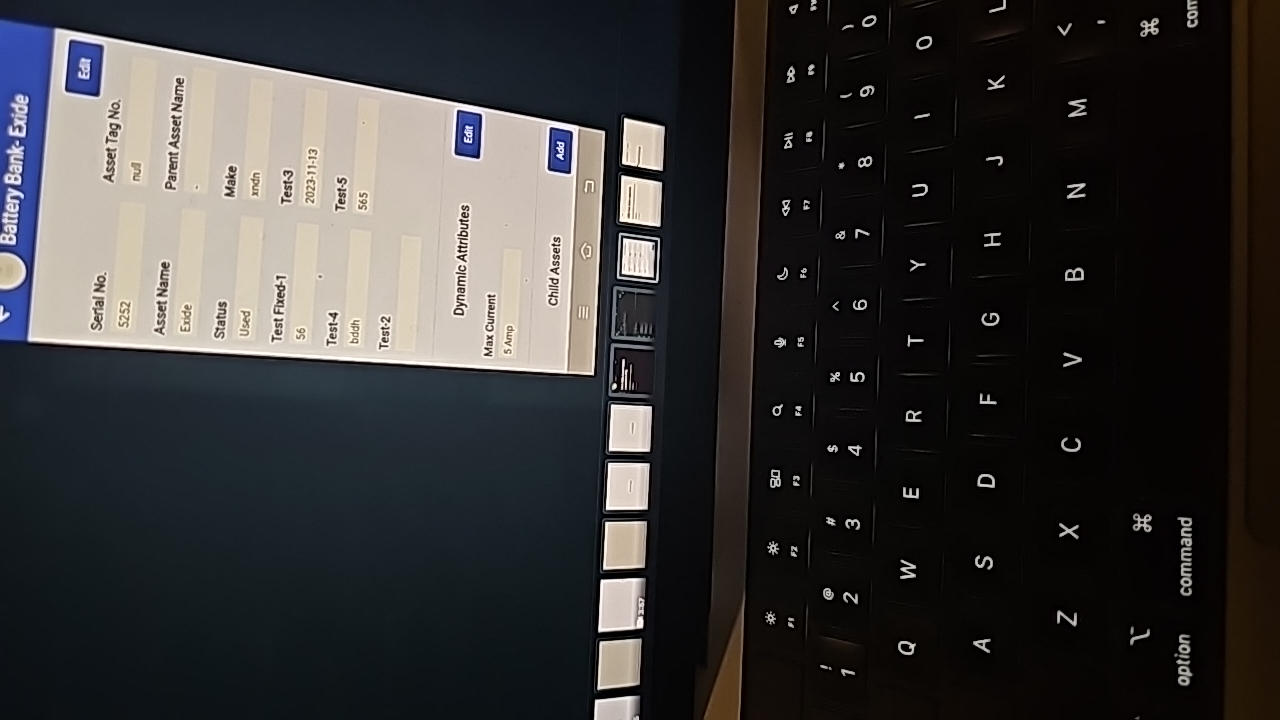 Battery Bank- Exide
Edit
Serial No.
Asset Tag No.
5252
null
Asset Name
Parent Asset Name
Exide
-
Status
Make
Used
xndn
Test Fixed-1
Test-3
56
2023-11-13
Test-4
Test-5
bddh
565
Test-2
Dynamic Attributes
Edit
Max Current
5 Amp
Child Assets
Add
F1 F2 F3 F4 F5 F6 F7 F8 F9
! @ # $ % ^ & * ( )
1 2 3 4 5 6 7 8 9 0
Q W E R T Y U I O
A S D F G H J K L
Z X C V B N M <
,
option command